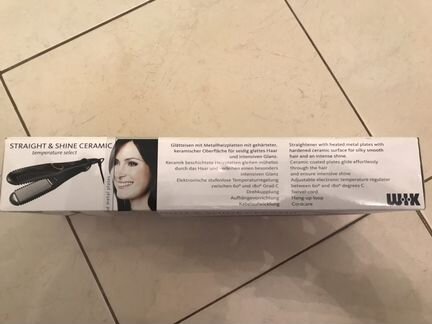 STRAIGHT & SHINE CERAMIC
temperature select
Glätteisen mit Metallheizplatten mit gehärteter,
keramischer Oberfläche für seidig glattes Haar
und intensiven Glanz.
Keramik beschichtete Heizplatten gleiten mühelos
durch das Haar und verleihen einen besonders
intensiven Glanz
Elektronische stufenlose Temperaturregelung
zwischen 60° und 180° Grad C
Drehkupplung
Aufhängevorrichtung
Kabelaufwicklung
Straightener with heated metal plates with
hardened ceramic surface for silky smooth
hair and an intense shine.
Ceramic coated plates glide effortlessly
through the hair
and ensure intensive shine
Adjustable electronic temperature regulator
between 60° and 180° degrees C
Swivel cord
Hang-up loop
Cordcare
WIK
metal plates